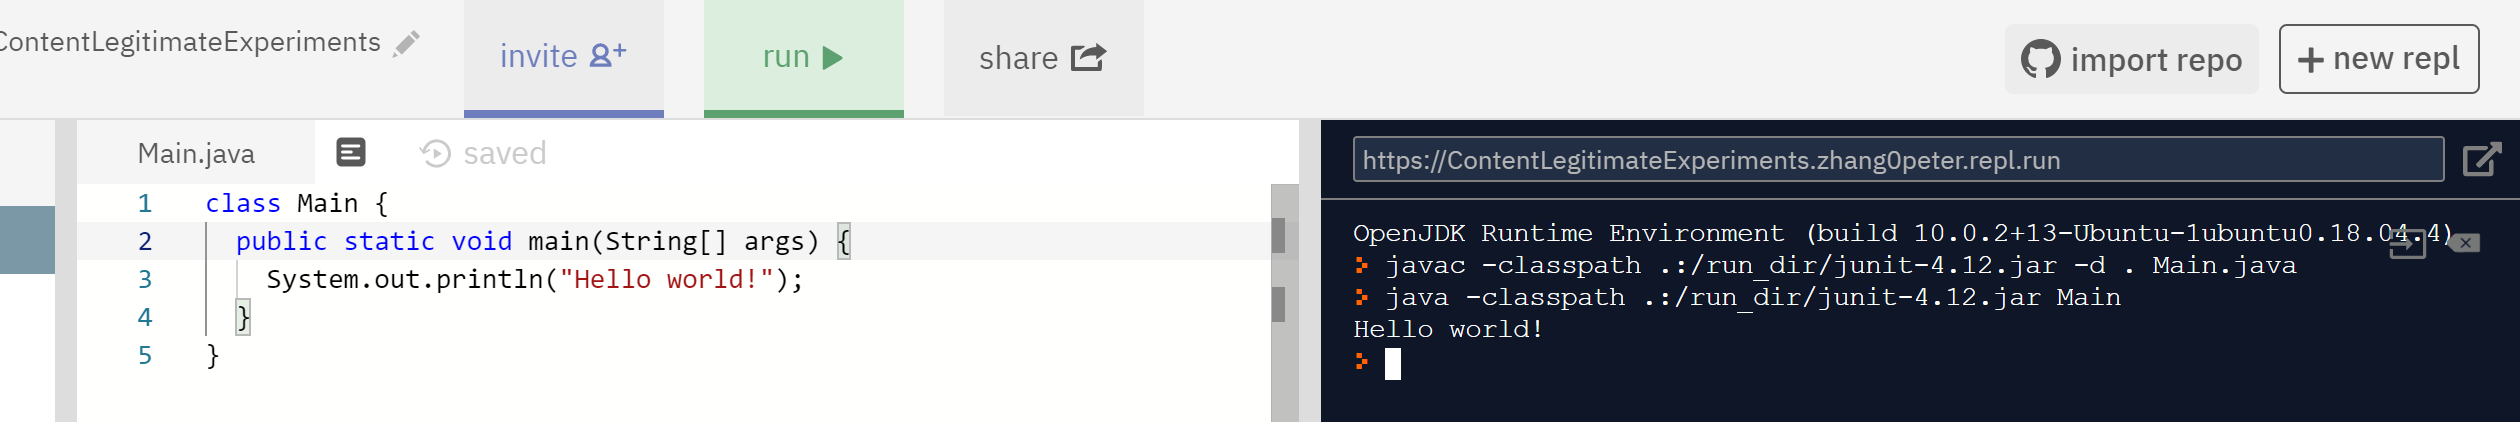 ContentLegitimateExperiments
invite
run
share
import repo
+ new repl
Main.java
saved
1 class Main {
2   public static void main(String[] args) {
3     System.out.println("Hello world!");
4   }
5 }
https://ContentLegitimateExperiments.zhang0peter.repl.run
OpenJDK Runtime Environment (build 10.0.2+13-Ubuntu-1ubuntu0.18.04.4)
javac -classpath .:/run_dir/junit-4.12.jar -d . Main.java
java -classpath .:/run_dir/junit-4.12.jar Main
Hello world!